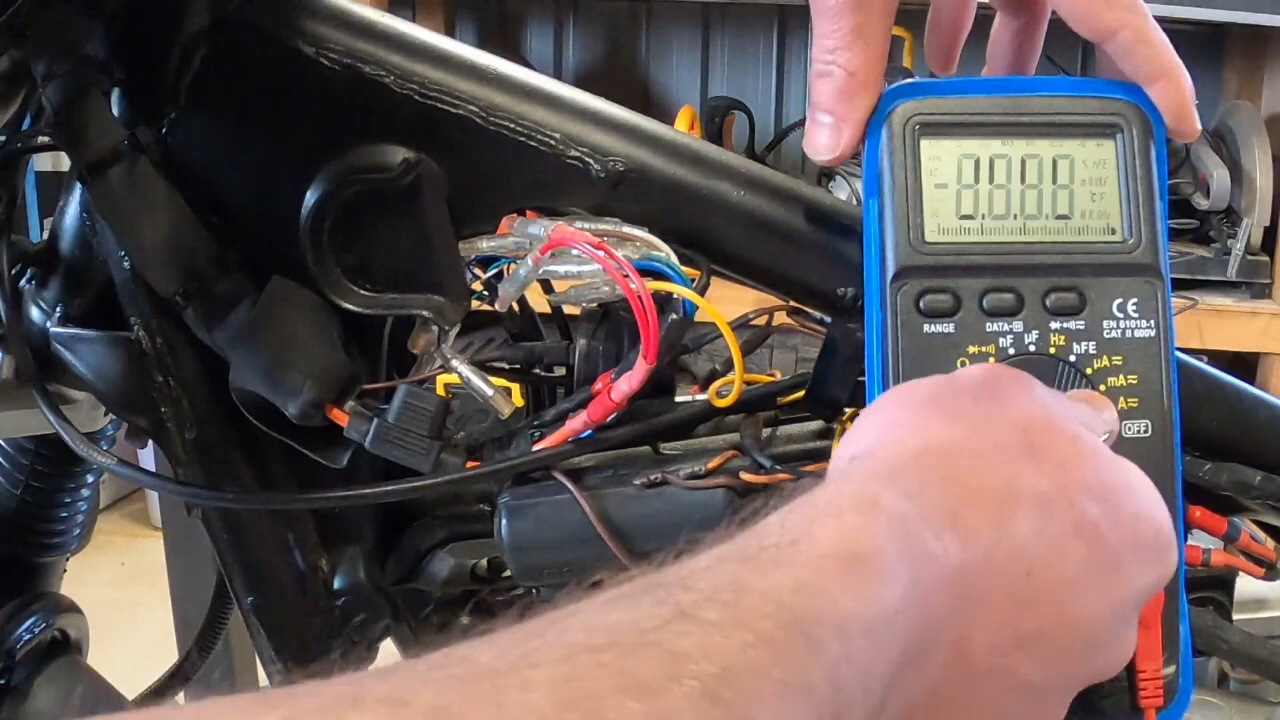 -8.8.8.8
% hFE
RANGE
DATA-H
CE
EN 61010-1
CAT II 600V
nF
µF
Hz
hFE
µA
mA
A
Ω
OFF